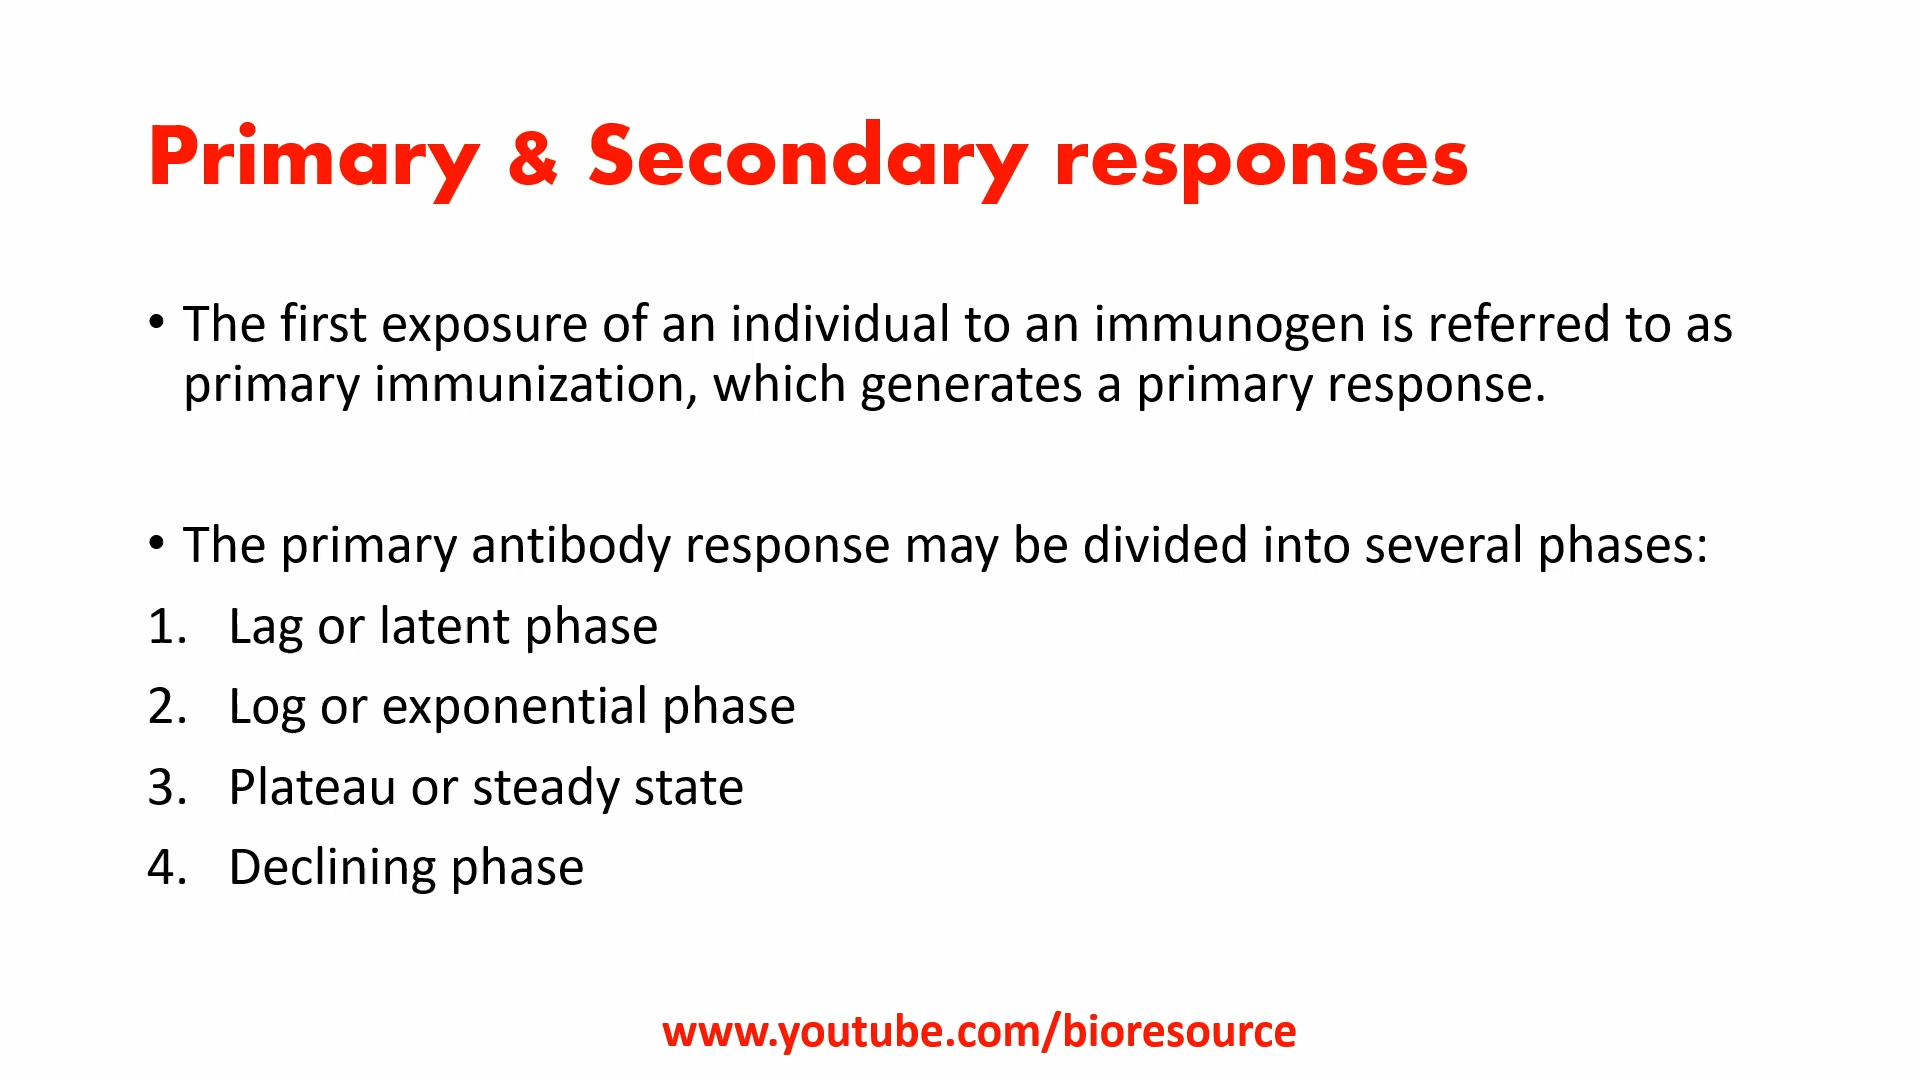 Primary & Secondary responses
• The first exposure of an individual to an immunogen is referred to as
primary immunization, which generates a primary response.
• The primary antibody response may be divided into several phases:
1. Lag or latent phase
2. Log or exponential phase
3. Plateau or steady state
4. Declining phase
www.youtube.com/bioresource